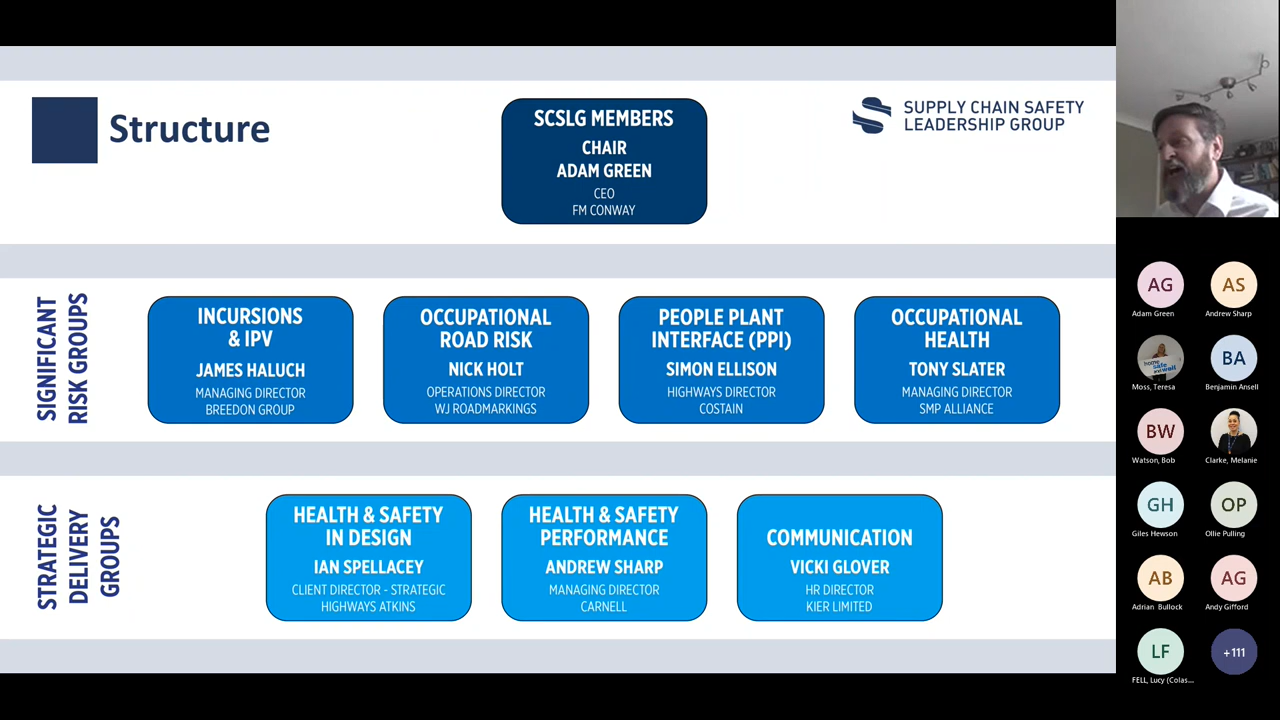 Structure
SUPPLY CHAIN SAFETY
LEADERSHIP GROUP
SCSLG MEMBERS
CHAIR
ADAM GREEN
CEO
FM CONWAY
SIGNIFICANT
RISK GROUPS
INCURSIONS
& IPV
JAMES HALUCH
MANAGING DIRECTOR
BREEDON GROUP
OCCUPATIONAL
ROAD RISK
NICK HOLT
OPERATIONS DIRECTOR
WJ ROADMARKINGS
PEOPLE PLANT
INTERFACE (PPI)
SIMON ELLISON
HIGHWAYS DIRECTOR
COSTAIN
OCCUPATIONAL
HEALTH
TONY SLATER
MANAGING DIRECTOR
SMP ALLIANCE
STRATEGIC
DELIVERY
GROUPS
HEALTH & SAFETY
IN DESIGN
IAN SPELLACEY
CLIENT DIRECTOR - STRATEGIC
HIGHWAYS ATKINS
HEALTH & SAFETY
PERFORMANCE
ANDREW SHARP
MANAGING DIRECTOR
CARNELL
COMMUNICATION
VICKI GLOVER
HR DIRECTOR
KIER LIMITED
AG
Adam Green
AS
Andrew Sharp
home
safe
and well
Moss, Teresa
BA
Benjamin Ansell
BW
Watson, Bob
Clarke, Melanie
GH
Giles Hewson
OP
Ollie Pulling
AB
Adrian Bullock
AG
Andy Gifford
LF
FELL, Lucy (Colas...
+111